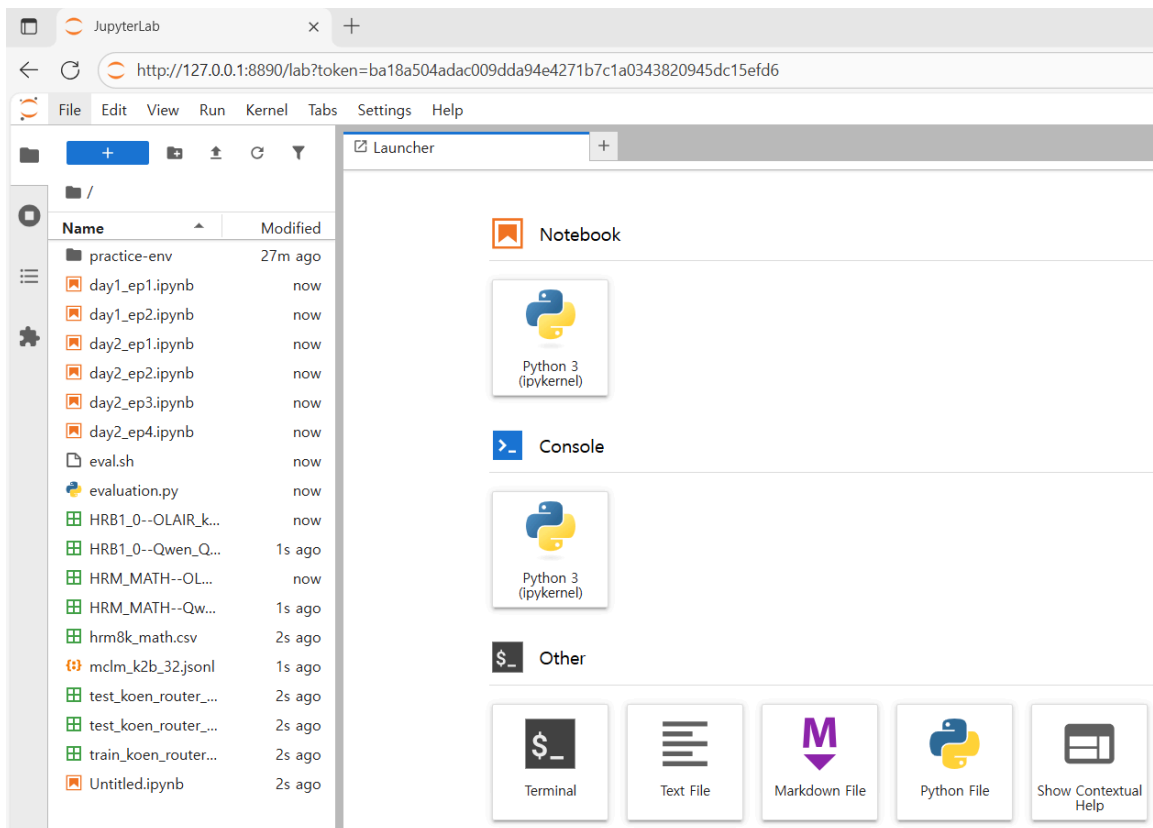 JupyterLab
http://127.0.0.1:8890/lab?token=ba18a504adac009dda94e4271b7c1a0343820945dc15efd6
File Edit View Run Kernel Tabs Settings Help
Launcher
/
Name Modified
practice-env 27m ago
day1_ep1.ipynb now
day1_ep2.ipynb now
day2_ep1.ipynb now
day2_ep2.ipynb now
day2_ep3.ipynb now
day2_ep4.ipynb now
eval.sh now
evaluation.py now
HRB1_0--OLAIR_k... now
HRB1_0--Qwen_Q... 1s ago
HRM_MATH--OL... now
HRM_MATH--Qw... 1s ago
hrm8k_math.csv 2s ago
mclm_k2b_32.jsonl 1s ago
test_koen_router_... 2s ago
test_koen_router_... 2s ago
train_koen_router... 2s ago
Untitled.ipynb 2s ago
Notebook
Python 3
(ipykernel)
Console
Python 3
(ipykernel)
$_ Other
$_
M
Terminal
Text File
Markdown File
Python File
Show Contextual
Help